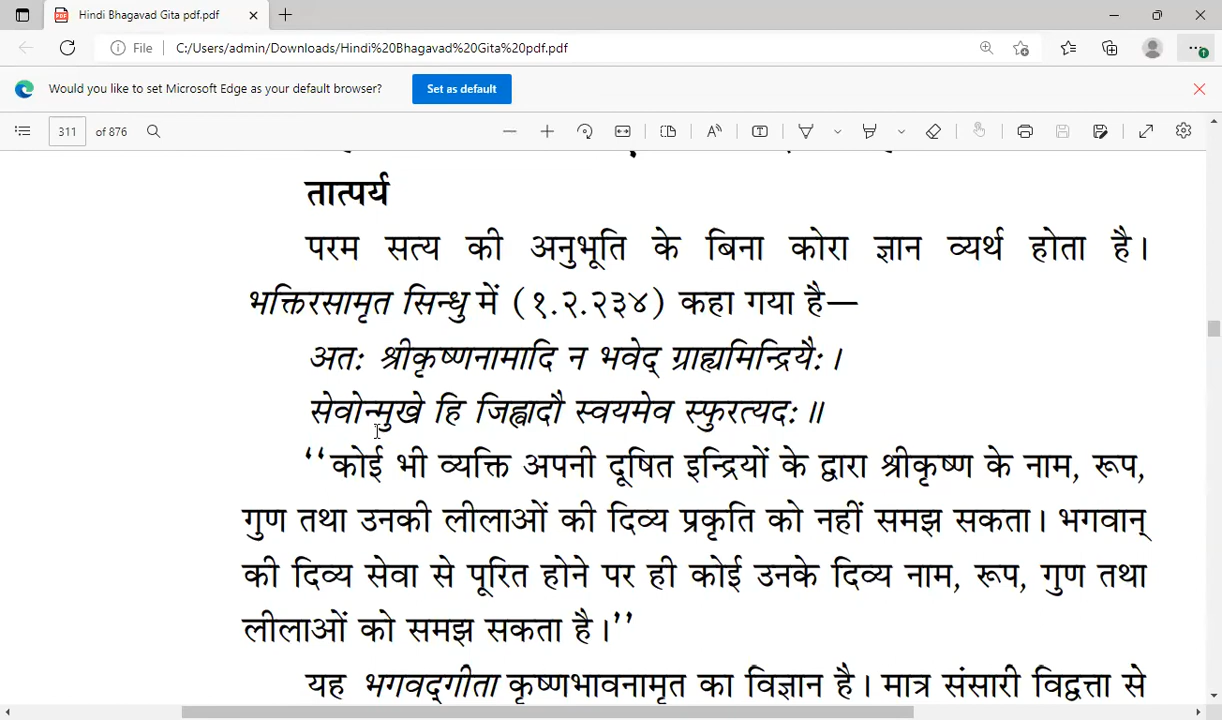 Hindi Bhagavad Gita pdf.pdf
File C:/Users/admin/Downloads/Hindi%20Bhagavad%20Gita%20pdf.pdf
Would you like to set Microsoft Edge as your default browser? Set as default
311 of 876
तात्पर्य
परम सत्य की अनुभूति के बिना कोरा ज्ञान व्यर्थ होता है।
भक्तिरसामृत सिन्धु में (१.२.२३४) कहा गया है—
अतः श्रीकृष्णनामादि न भवेद् ग्राह्यमिन्द्रियैः।
सेवोन्मुखे हि जिह्वादौ स्वयमेव स्फुरत्यदः॥
‘‘कोई भी व्यक्ति अपनी दूषित इन्द्रियों के द्वारा श्रीकृष्ण के नाम, रूप,
गुण तथा उनकी लीलाओं की दिव्य प्रकृति को नहीं समझ सकता। भगवान्
की दिव्य सेवा से पूरित होने पर ही कोई उनके दिव्य नाम, रूप, गुण तथा
लीलाओं को समझ सकता है।’’
यह भगवद्गीता कृष्णभावनामृत का विज्ञान है। मात्र संसारी विद्वत्ता से